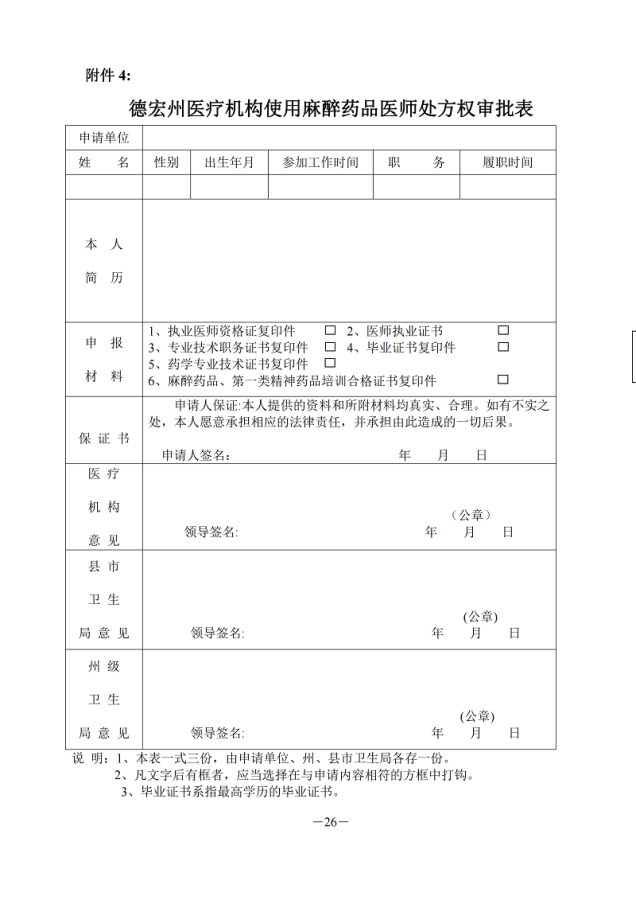 附件 4:
德宏州医疗机构使用麻醉药品医师处方权审批表
申请单位
姓 名 性别 出生年月 参加工作时间 职 务 履职时间
本 人
简 历
申 报
材 料
1、执业医师资格证复印件 □ 2、医师执业证书 □
3、专业技术职务证书复印件 □ 4、毕业证书复印件 □
5、药学专业技术证书复印件 □
6、麻醉药品、第一类精神药品培训合格证书复印件 □
保 证 书
申请人保证:本人提供的资料和所附材料均真实、合理。如有不实之
处，本人愿意承担相应的法律责任，并承担由此造成的一切后果。
申请人签名： 年 月 日
医 疗
机 构
意 见
（公章）
领导签名: 年 月 日
县 市
卫 生
局 意 见
(公章)
领导签名: 年 月 日
州 级
卫 生
局 意 见
(公章)
领导签名: 年 月 日
说 明：1、本表一式三份，由申请单位、州、县市卫生局各存一份。
2、凡文字后有框者，应当选择在与申请内容相符的方框中打钩。
3、毕业证书系指最高学历的毕业证书。
－26－